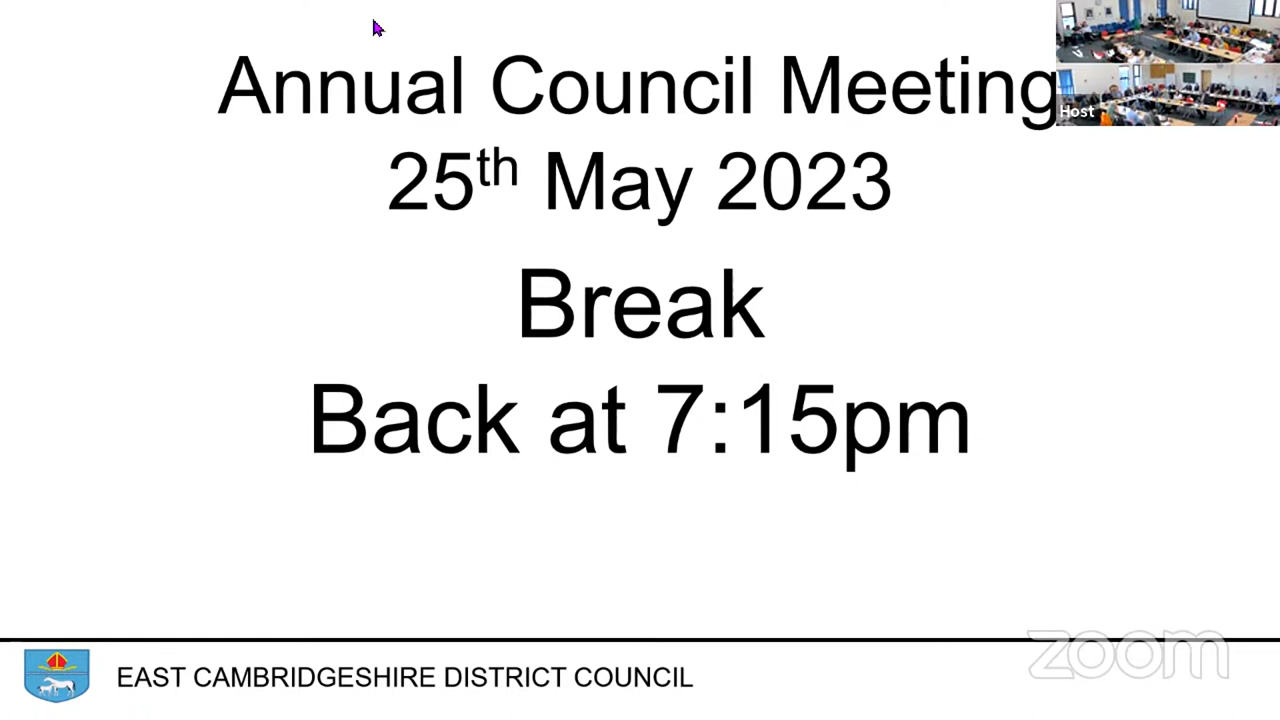 Annual Council Meeting
Host
25th May 2023
Break
Back at 7:15pm
EAST CAMBRIDGESHIRE DISTRICT COUNCIL
zoom